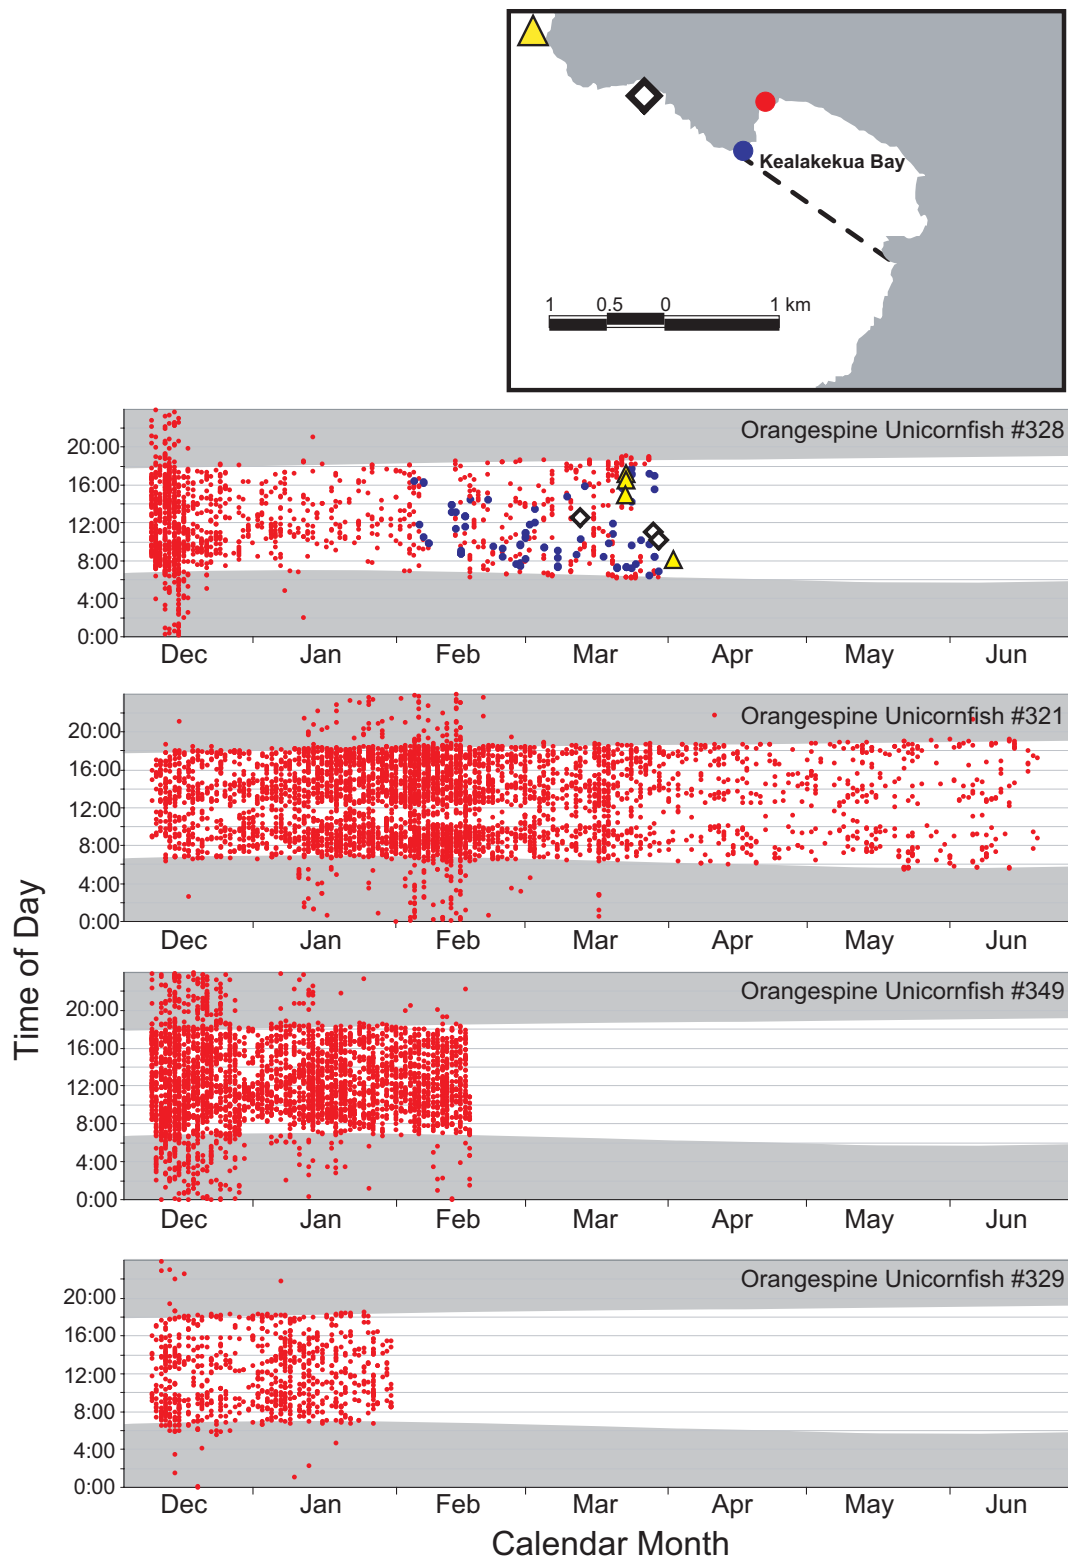 Kealakekua Bay
1 0.5 0 1 km
Orangespine Unicornfish #328
20:00
16:00
12:00
8:00
4:00
0:00
Dec Jan Feb Mar Apr May Jun
Orangespine Unicornfish #321
20:00
16:00
12:00
8:00
4:00
0:00
Dec Jan Feb Mar Apr May Jun
Time of Day
Orangespine Unicornfish #349
20:00
16:00
12:00
8:00
4:00
0:00
Dec Jan Feb Mar Apr May Jun
Orangespine Unicornfish #329
20:00
16:00
12:00
8:00
4:00
0:00
Dec Jan Feb Mar Apr May Jun
Calendar Month